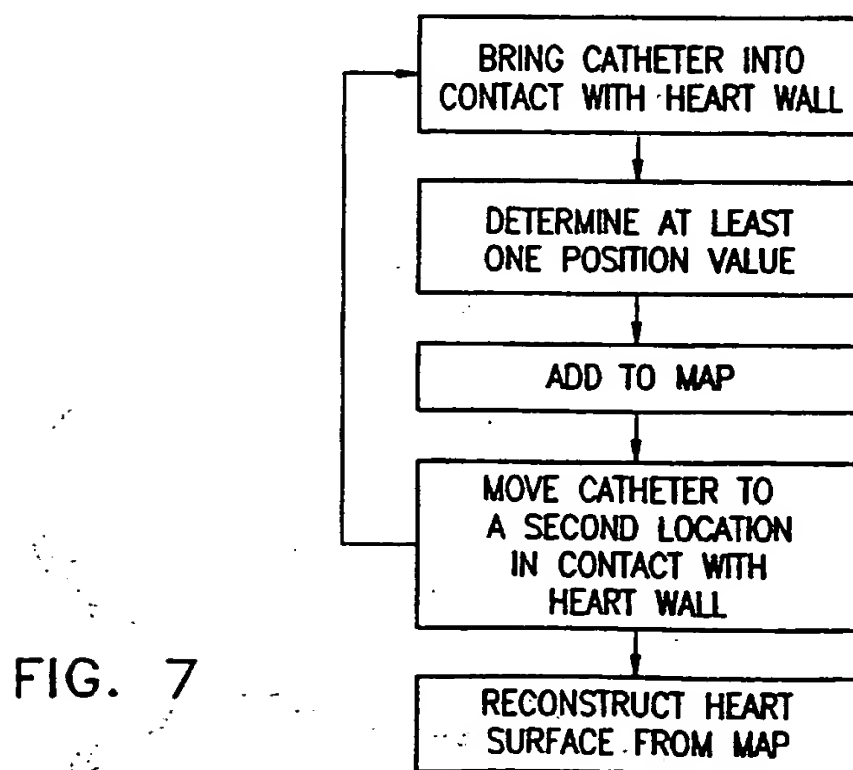 BRING CATHETER INTO
CONTACT WITH HEART WALL
DETERMINE AT LEAST
ONE POSITION VALUE
ADD TO MAP
MOVE CATHETER TO
A SECOND LOCATION
IN CONTACT WITH
HEART WALL
RECONSTRUCT HEART
SURFACE FROM MAP
FIG. 7